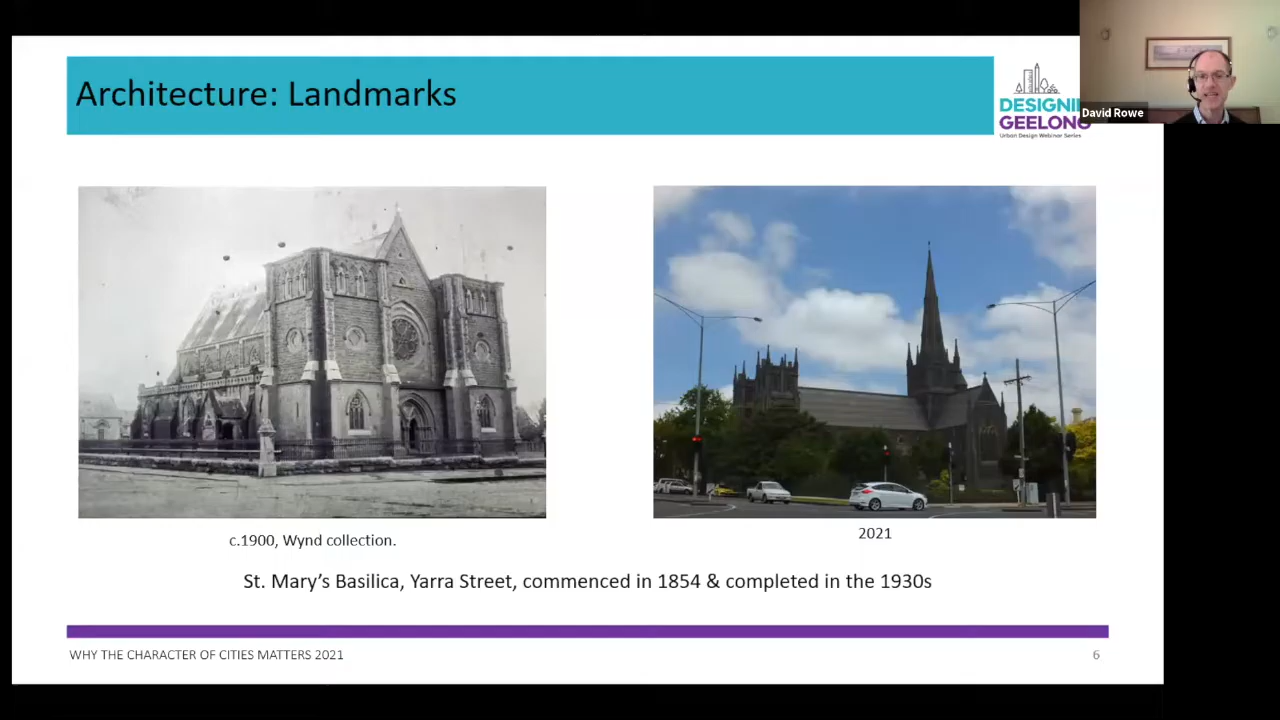 Architecture: Landmarks
DESIGNI
GEELONG
Urban Design Webinar Series
David Rowe
c.1900, Wynd collection.
2021
St. Mary’s Basilica, Yarra Street, commenced in 1854 & completed in the 1930s
WHY THE CHARACTER OF CITIES MATTERS 2021
6